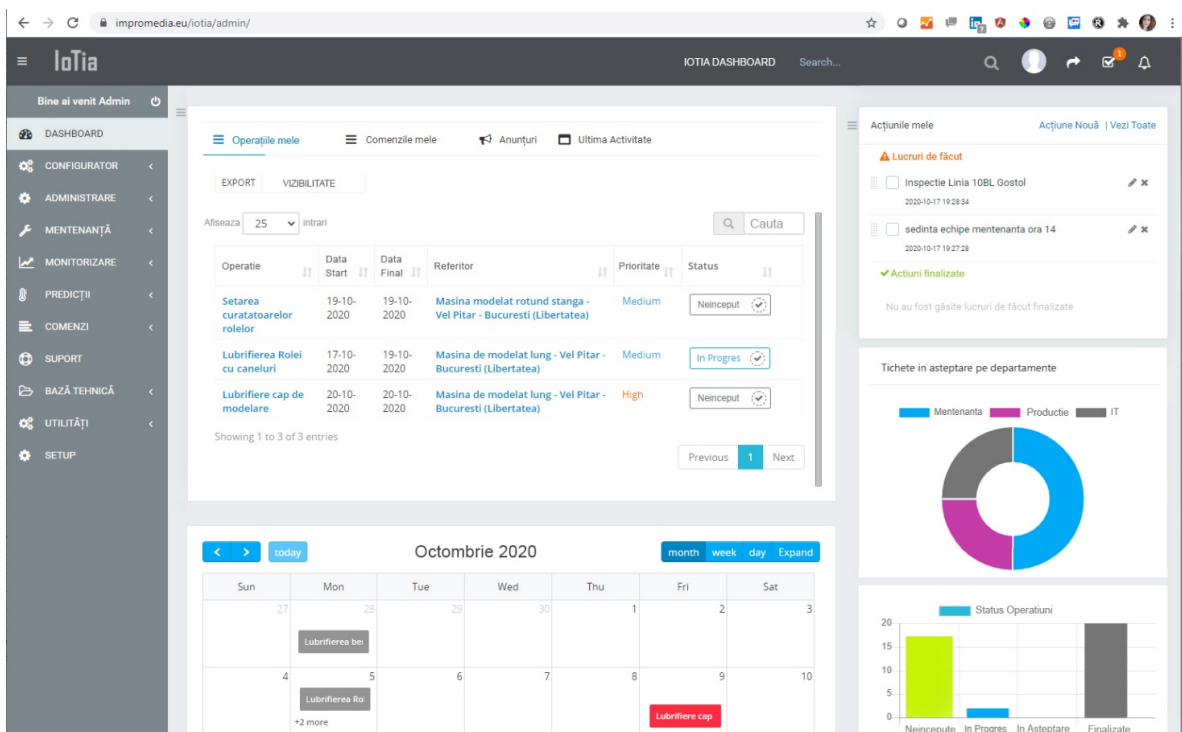 impromedia.eu/iotia/admin/
IoTia
IOTIA DASHBOARD
Search...
1
Bine ai venit Admin
DASHBOARD
CONFIGURATOR
ADMINISTRARE
MENTENANȚĂ
MONITORIZARE
PREDICȚII
COMENZI
SUPORT
BAZĂ TEHNICĂ
UTILITĂȚI
SETUP
Operațiile mele
Comenzile mele
Anunțuri
Ultima Activitate
EXPORT
VIZIBILITATE
Afiseaza 25 intrari
Cauta
Operatie
Data
Start
Data
Final
Referitor
Prioritate
Status
Setarea
curatatoarelor
rolelor
19-10-
2020
19-10-
2020
Masina modelat rotund stanga -
Vel Pitar - Bucuresti (Libertatea)
Medium
Neinceput
Lubrifierea Rolei
cu caneluri
17-10-
2020
19-10-
2020
Masina de modelat lung - Vel Pitar -
Bucuresti (Libertatea)
Medium
In Progres
Lubrifiere cap de
modelare
20-10-
2020
20-10-
2020
Masina de modelat lung - Vel Pitar -
Bucuresti (Libertatea)
High
Neinceput
Showing 1 to 3 of 3 entries
Previous 1 Next
today
Octombrie 2020
month week day Expand
Sun Mon Tue Wed Thu Fri Sat
27 28 29 30 1 2 3
Lubrifierea
4 5 6 7 8 9 10
Lubrifierea Ro
+2 more
Lubrifiere cap
Acțiunile mele
Acțiune Nouă | Vezi Toate
Lucruri de făcut
Inspectie Linia 10BL Gostol
2020-10-17 19:28:34
sedinta echipe mentenanta ora 14
2020-10-17 19:27:28
Actiuni finalizate
Nu au fost găsite lucruri de făcut finalizate
Tichete in asteptare pe departamente
Mentenanta Productie IT
Status Operatiuni
20
15
10
5
0
Neincepute In Progres In Asteptare Finalizate